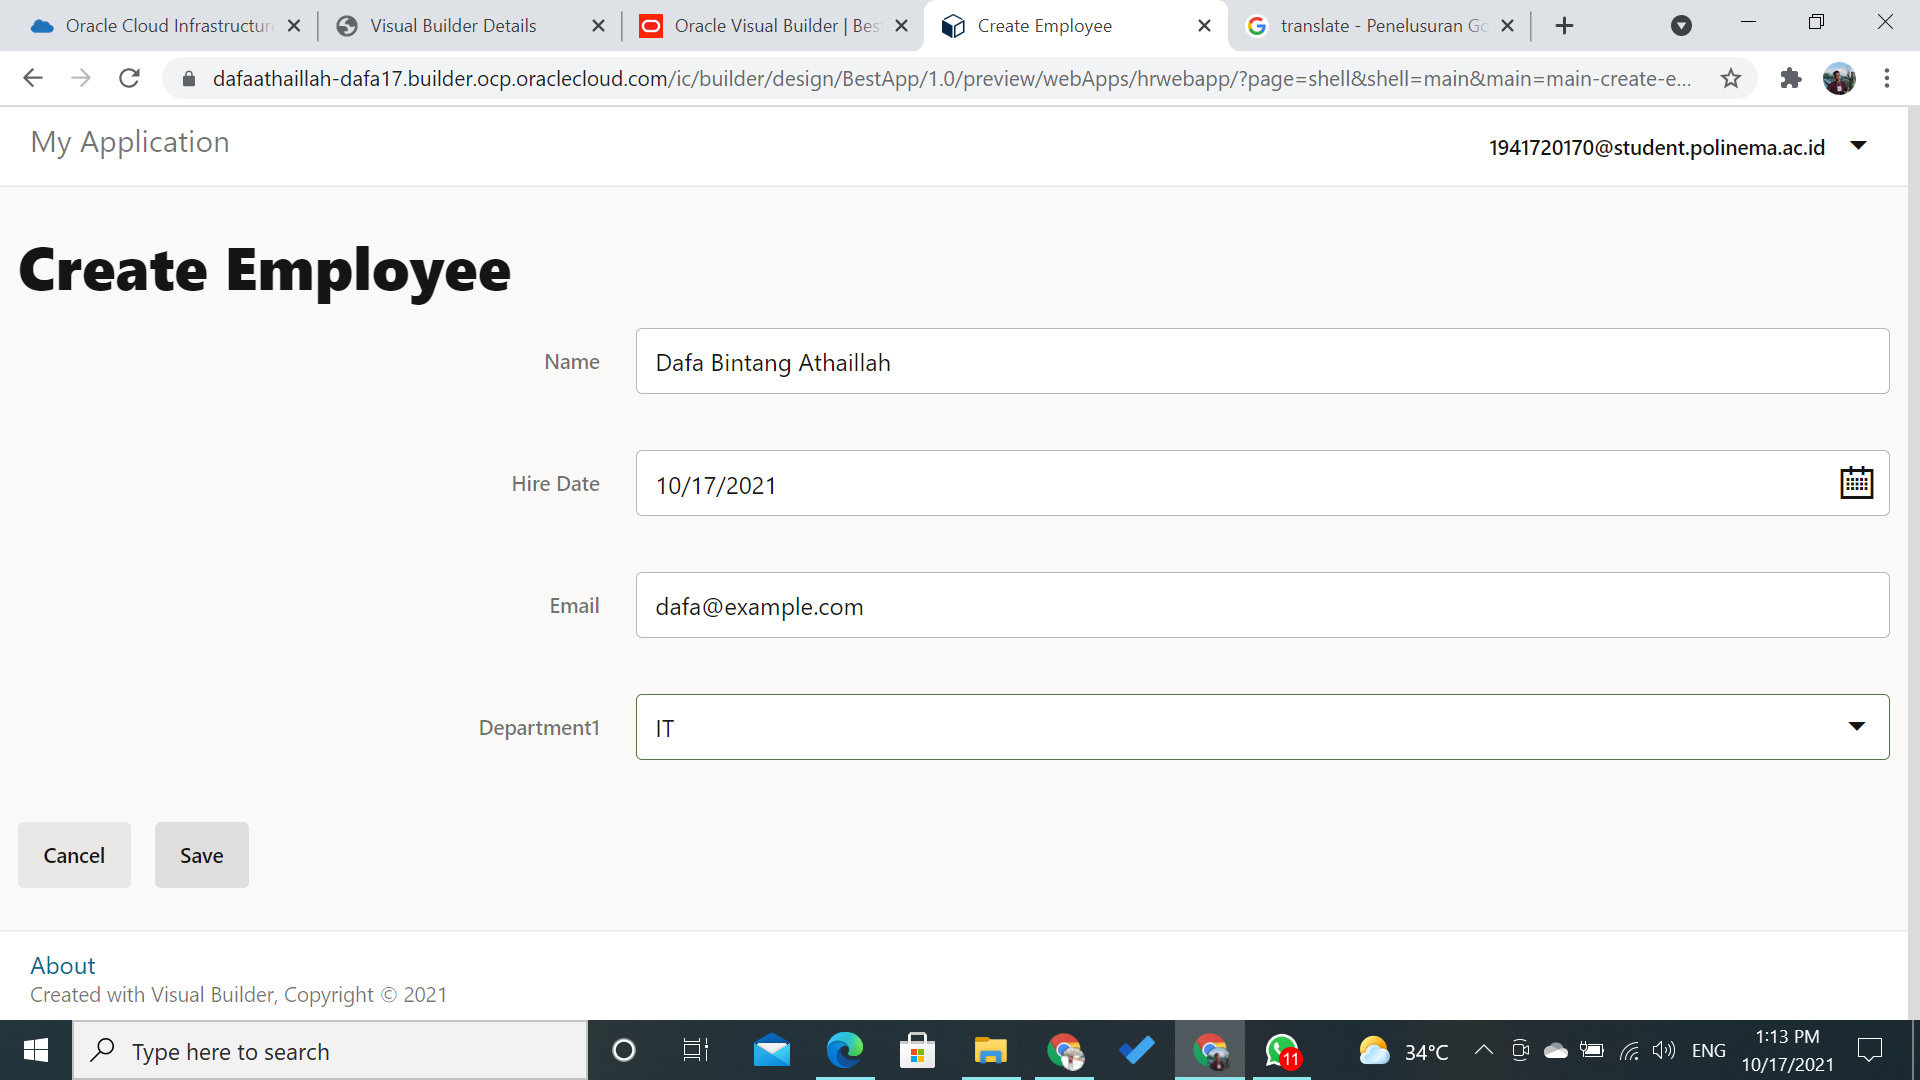 Oracle Cloud Infrastructure
Visual Builder Details
Oracle Visual Builder | Bes
Create Employee
translate - Penelusuran Go
dafaathaillah-dafa17.builder.ocp.oraclecloud.com/ic/builder/design/BestApp/1.0/preview/webApps/hrwebapp/?page=shell&shell=main&main=main-create-e...
My Application
1941720170@student.polinema.ac.id
Create Employee
Name
Dafa Bintang Athaillah
Hire Date
10/17/2021
Email
dafa@example.com
Department1
IT
Cancel
Save
About
Created with Visual Builder, Copyright © 2021
Type here to search
11
34°C
ENG
1:13 PM
10/17/2021